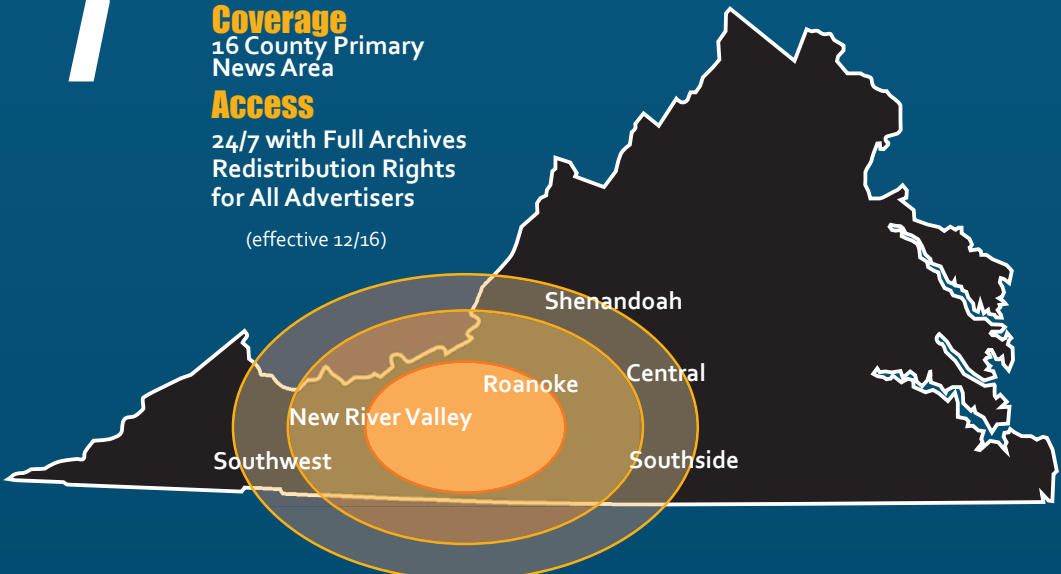 Coverage
16 County Primary
News Area
Access
24/7 with Full Archives
Redistribution Rights
for All Advertisers
(effective 12/16)
Shenandoah
Central
Roanoke
New River Valley
Southwest
Southside